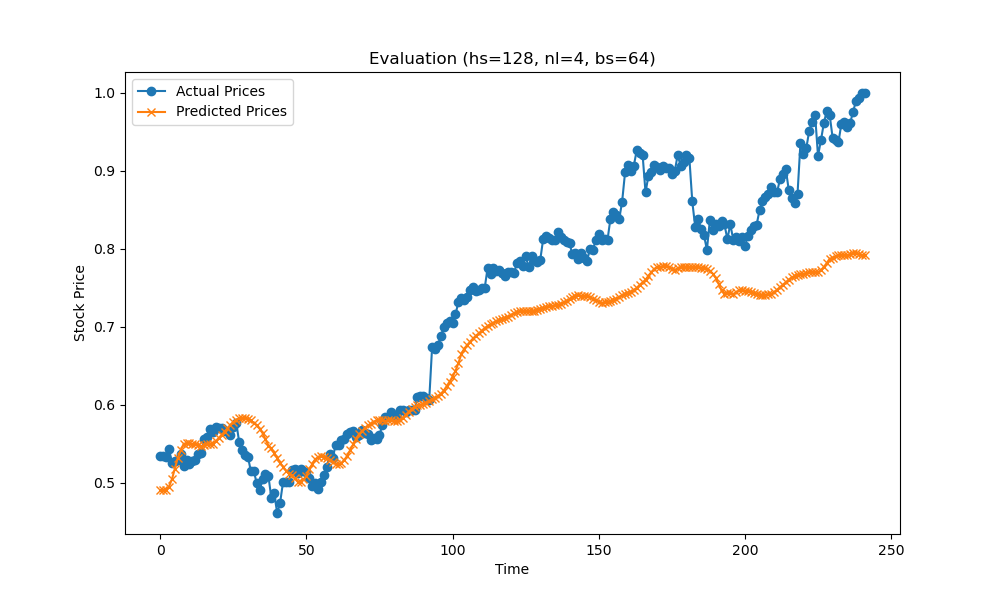 Evaluation (hs=128, nl=4, bs=64)
Actual Prices
Predicted Prices
1.0
0.9
0.8
0.7
0.6
0.5
Stock Price
0
50
100
150
200
250
Time